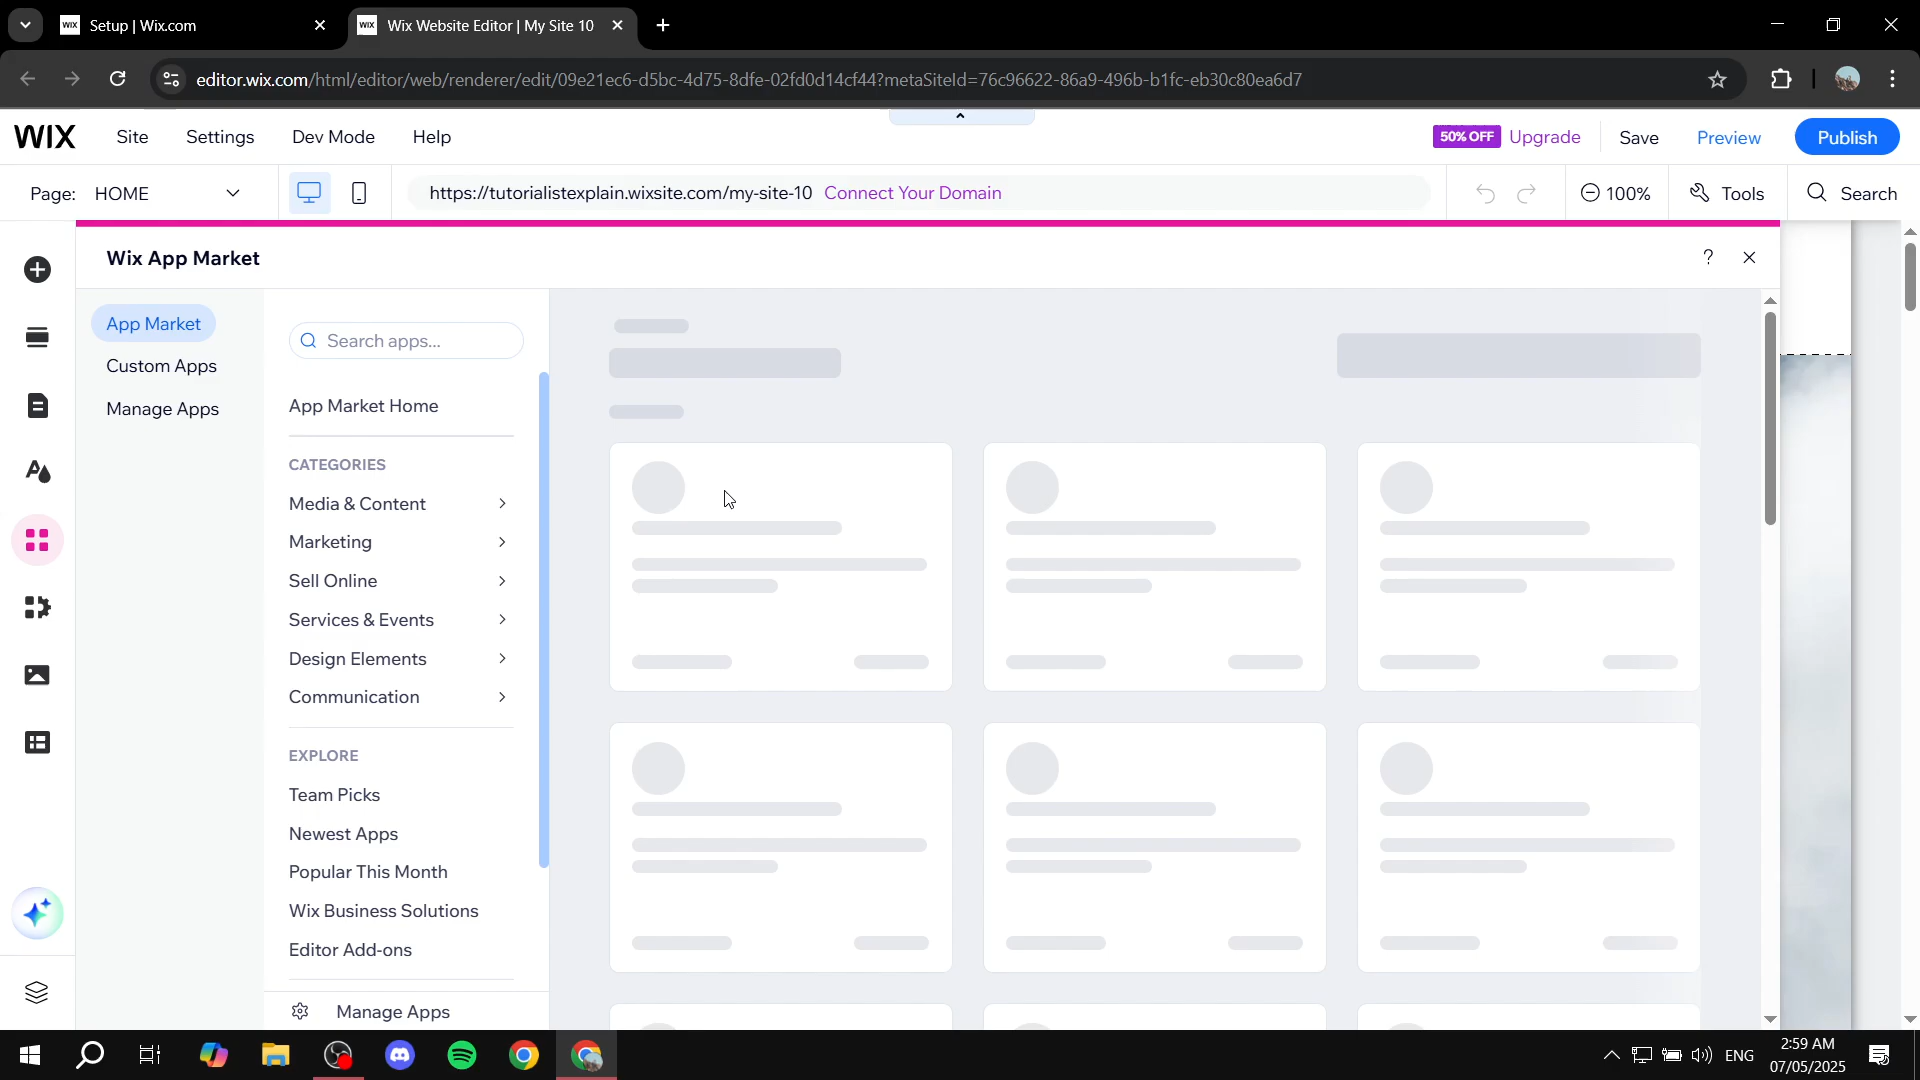 WIX Setup | Wix.com
WIX Wix Website Editor | My Site 10
editor.wix.com/html/editor/web/renderer/edit/09e21ec6-d5bc-4d75-8dfe-02fd0d14cf44?metaSiteId=76c96622-86a9-496b-b1fc-eb30c80ea6d7
WIX Site Settings Dev Mode Help 50% OFF Upgrade Save Preview Publish
Page: HOME https://tutorialistexplain.wixsite.com/my-site-10 Connect Your Domain 100% Tools Search
Wix App Market ?
App Market
Custom Apps
Manage Apps
Search apps...
App Market Home
CATEGORIES
Media & Content
Marketing
Sell Online
Services & Events
Design Elements
Communication
EXPLORE
Team Picks
Newest Apps
Popular This Month
Wix Business Solutions
Editor Add-ons
Manage Apps
ENG
2:59 AM
07/05/2025